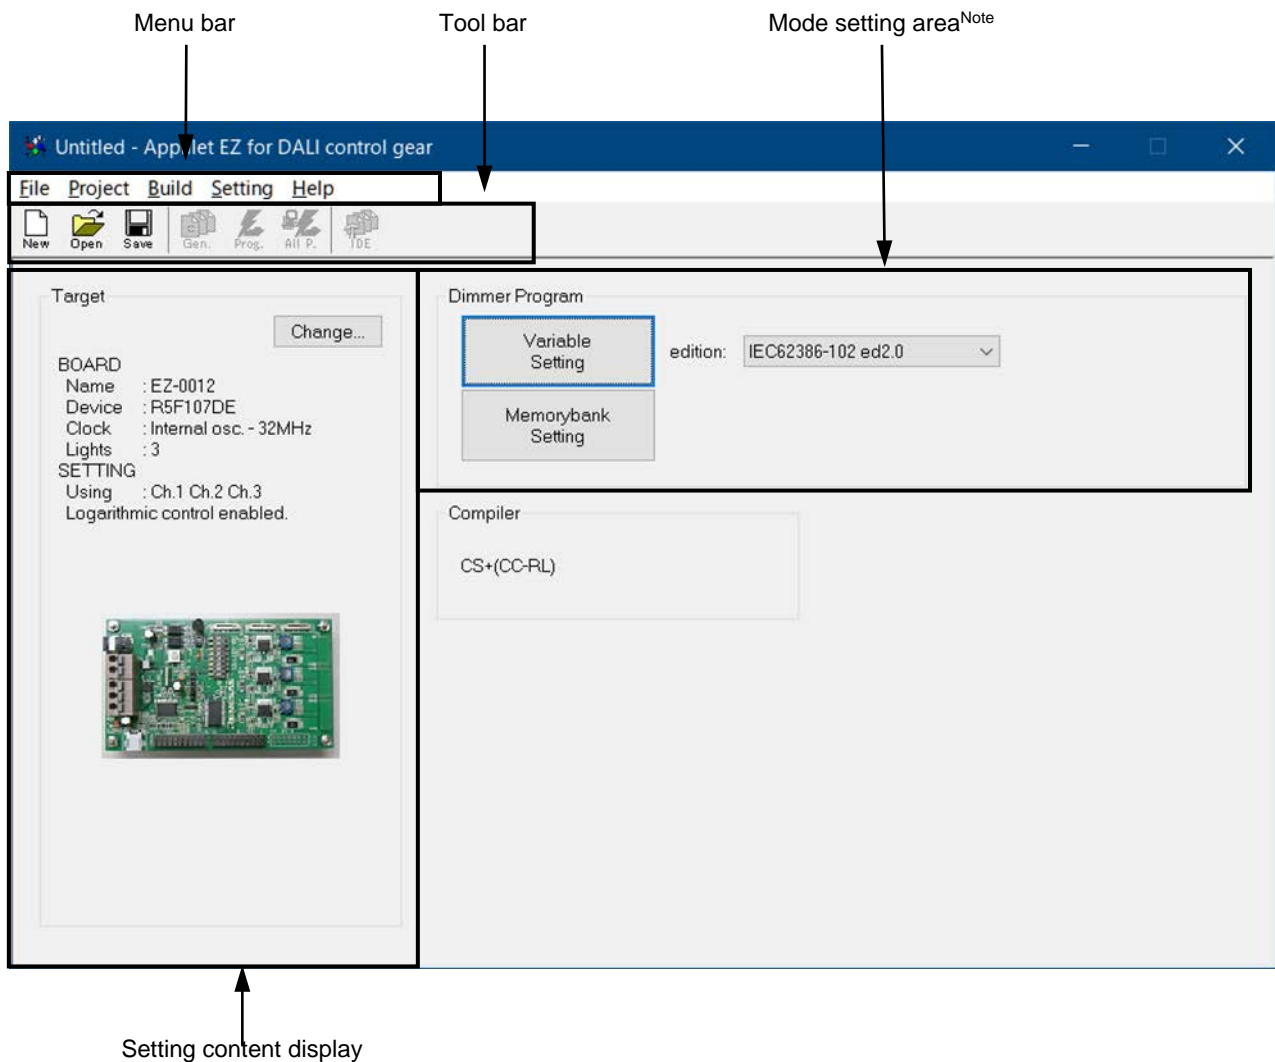 Menu bar
Tool bar
Mode setting areaNote
Untitled - Applilet EZ for DALI control gear
File Project Build Setting Help
New Open Save Gen. Prog. All P. IDE
Target
Change...
BOARD
Name : EZ-0012
Device : R5F107DE
Clock : Internal osc. - 32MHz
Lights : 3
SETTING
Using : Ch.1 Ch.2 Ch.3
Logarithmic control enabled.
Dimmer Program
Variable
Setting
edition: IEC62386-102 ed2.0
Memorybank
Setting
Compiler
CS+(CC-RL)
Setting content display